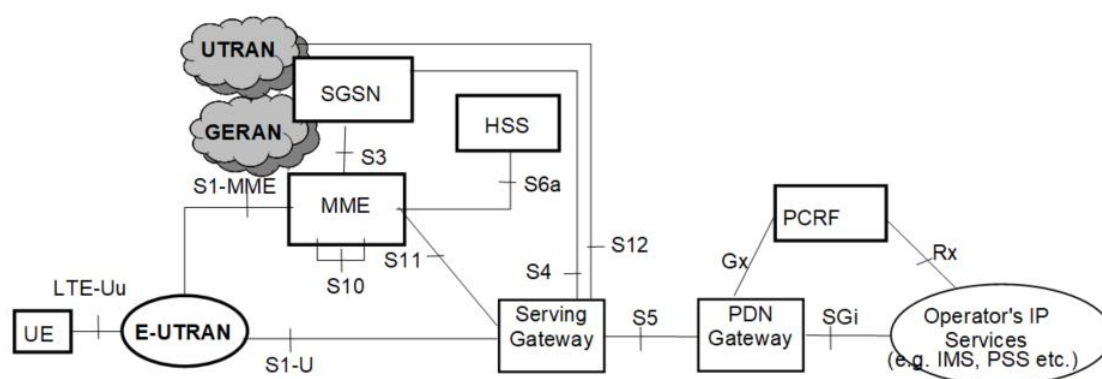 UTRAN
SGSN
HSS
GERAN
S3
S6a
S1-MME
MME
PCRF
S12
S11
Gx
Rx
S10
S4
LTE-Uu
UE
E-UTRAN
S1-U
Serving
Gateway
S5
PDN
Gateway
SGi
Operator's IP
Services
(e.g. IMS, PSS etc.)